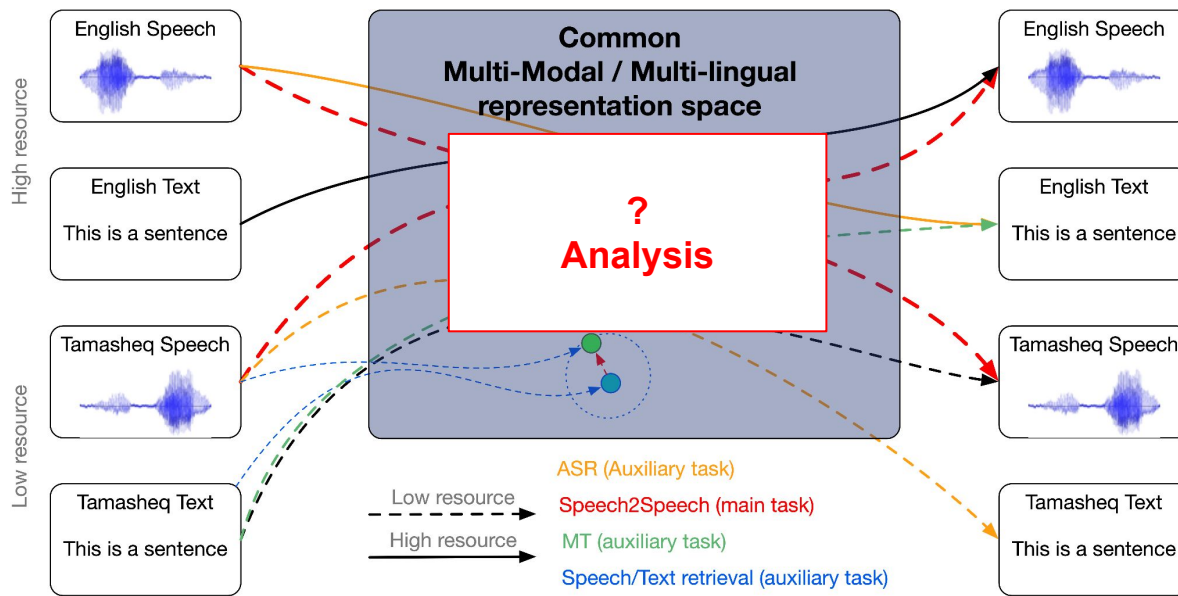 English Speech
English Text
This is a sentence
Tamasheq Speech
Tamasheq Text
This is a sentence
High resource
Low resource
Common
Multi-Modal / Multi-lingual
representation space
?
Analysis
Low resource
High resource
ASR (Auxiliary task)
Speech2Speech (main task)
MT (auxiliary task)
Speech/Text retrieval (auxiliary task)
English Speech
English Text
This is a sentence
Tamasheq Speech
Tamasheq Text
This is a sentence